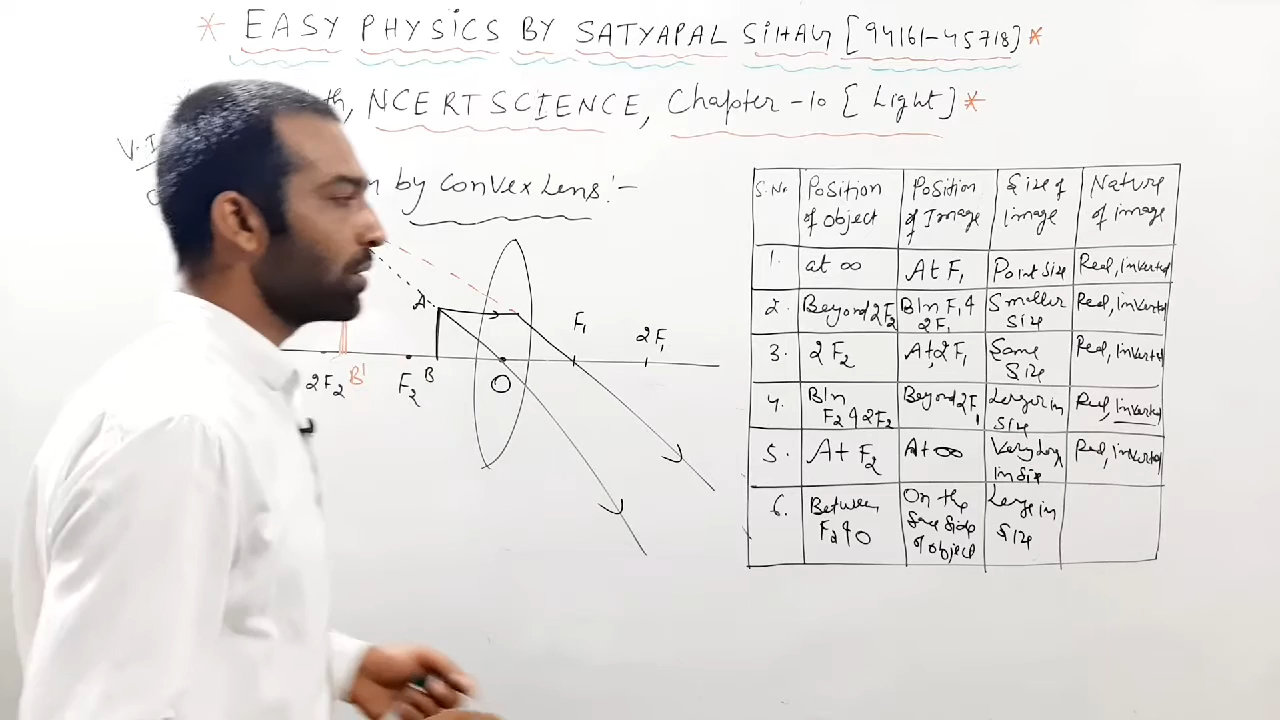 * EASY PHYSICS BY SATYAPAL SIHAG [94161-45718] *
th, NCERT SCIENCE, Chapter -10 [ Light ] *
V.I
by Convex Lens:-
A
F₁
2F₁
2F₂
B'
F₂
B
O
S.No
Position of object
Position of Image
Size of image
Nature of image
1. at ∞ At F₁ Point Size Real, inverted
2. Beyond 2F₂ B/n F₁ & 2F₁ Smaller Size Real, inverted
3. 2F₂ At 2F₁ Same Size Real, inverted
4. B/n F₂ & 2F₂ Beyond 2F₁ Larger in Size Real, inverted
5. At F₂ At ∞ Very Larg in Size Real, inverted
6. Between F₂ & O On the Same Side of object Large in Size